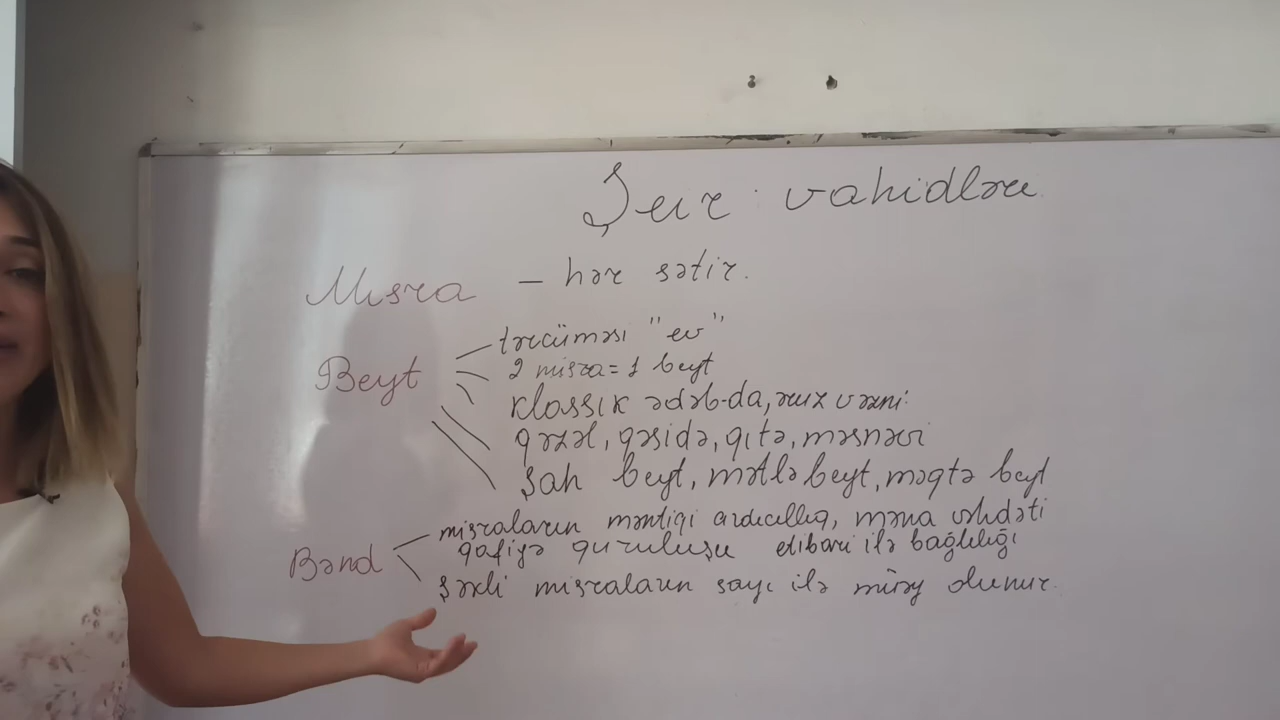 Şeir vahidləri
Misra - hər sətir.
Beyt
tərcüməsi "ev"
2 misra = 1 beyt
klassik ədəb-da, əruz vəzni:
qəzəl, qəsidə, qitə, məsnəvi
Şah beyt, mətlə beyt, məqtə beyt
Bənd
misraların məntiqi ardıcıllığ, məna vəhdəti
qafiyə quruluşu etibari ilə bağlılığı
Şəkli misraların sayı ilə müəy olunur.